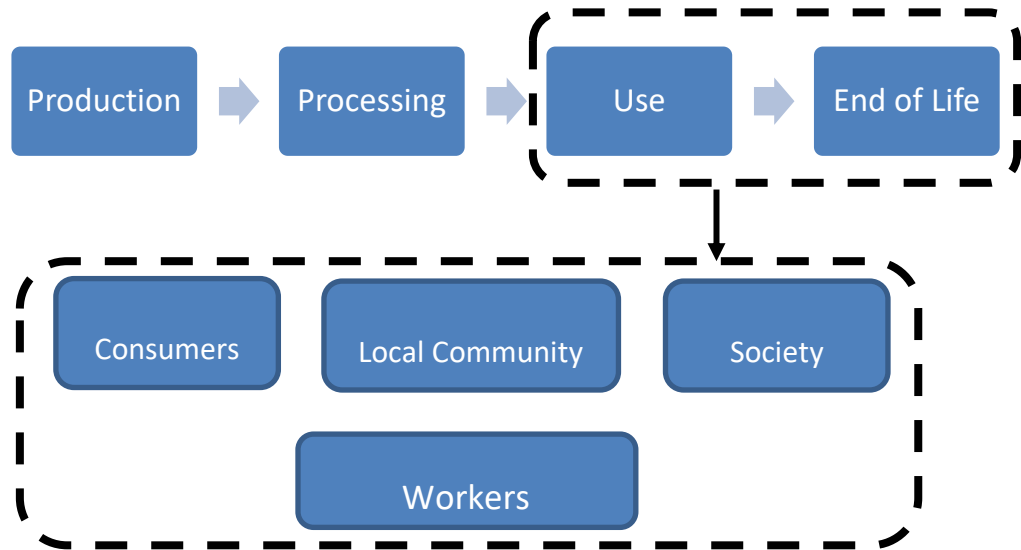 Production
Processing
Use
End of Life
Consumers
Local Community
Society
Workers